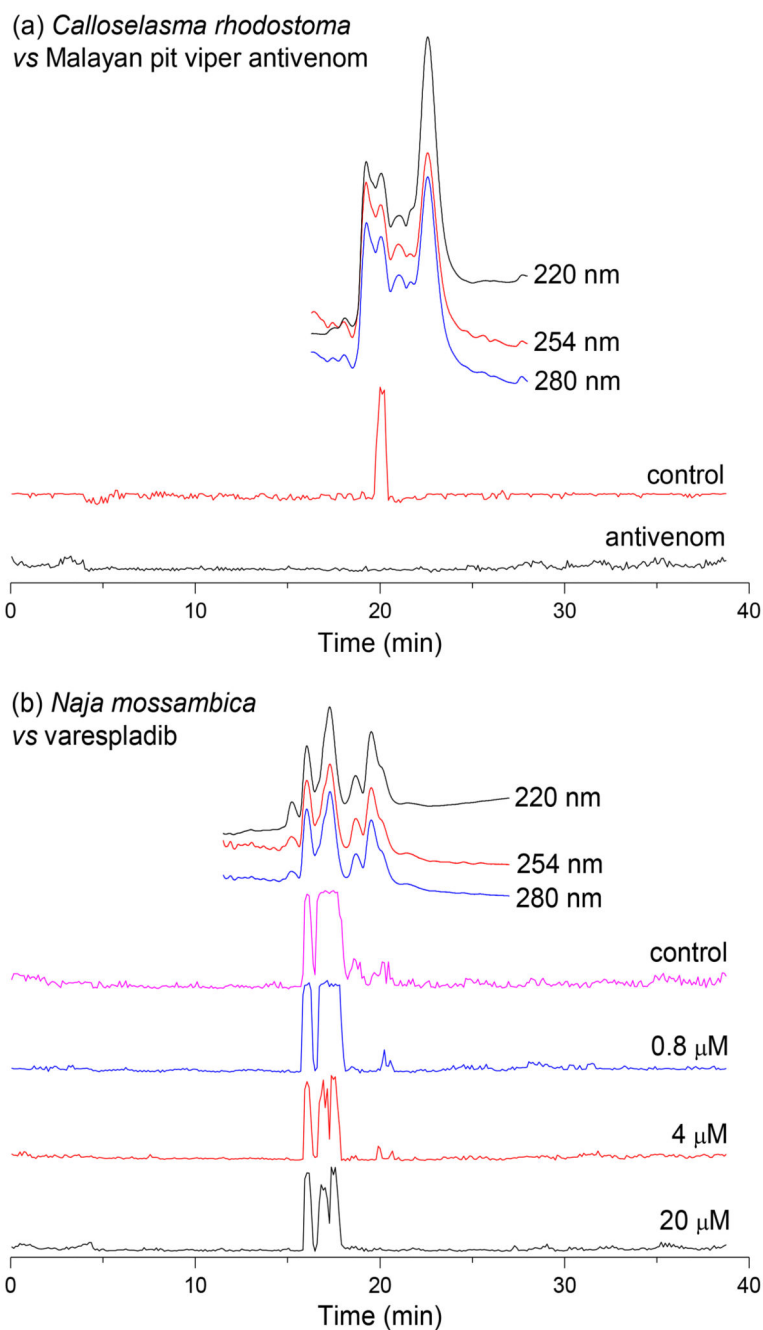 (a) Calloselasma rhodostoma
vs Malayan pit viper antivenom
220 nm
254 nm
280 nm
control
antivenom
0 10 20 30 40
Time (min)
(b) Naja mossambica
vs varespladib
220 nm
254 nm
280 nm
control
0.8 μM
4 μM
20 μM
0 10 20 30 40
Time (min)